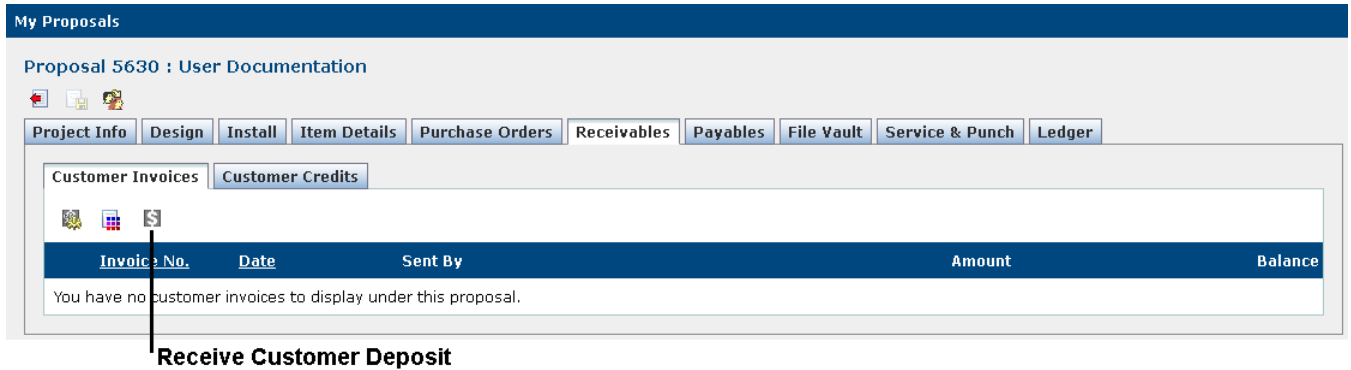 My Proposals
Proposal 5630 : User Documentation
Project Info Design Install Item Details Purchase Orders Receivables Payables File Vault Service & Punch Ledger
Customer Invoices Customer Credits
$
Invoice No. Date Sent By Amount Balance
You have no customer invoices to display under this proposal.
Receive Customer Deposit